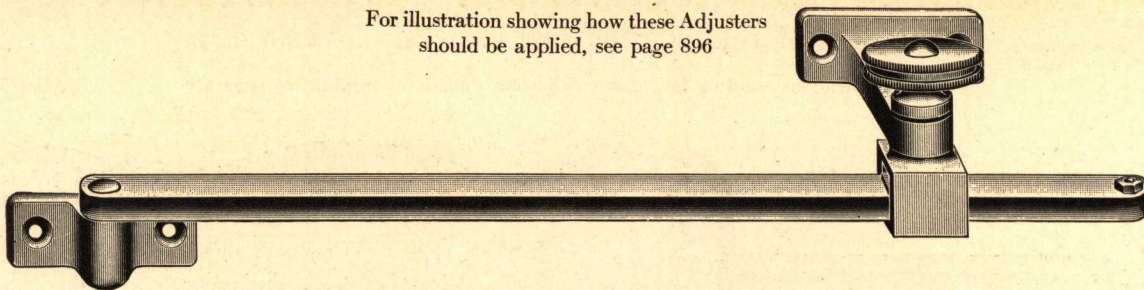 For illustration showing how these Adjusters
should be applied, see page 896